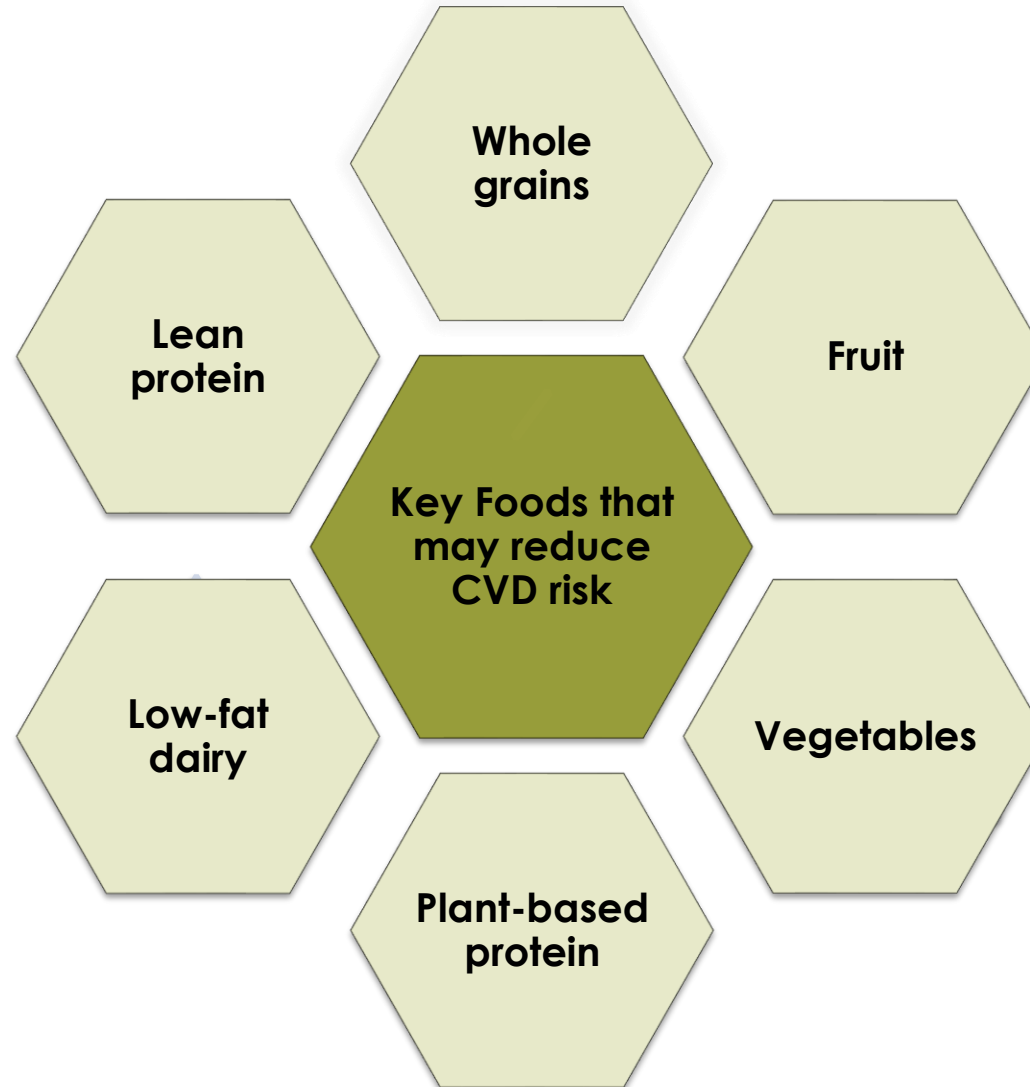 Whole
grains
Lean
protein
Fruit
Key Foods that
may reduce
CVD risk
Low-fat
dairy
Vegetables
Plant-based
protein